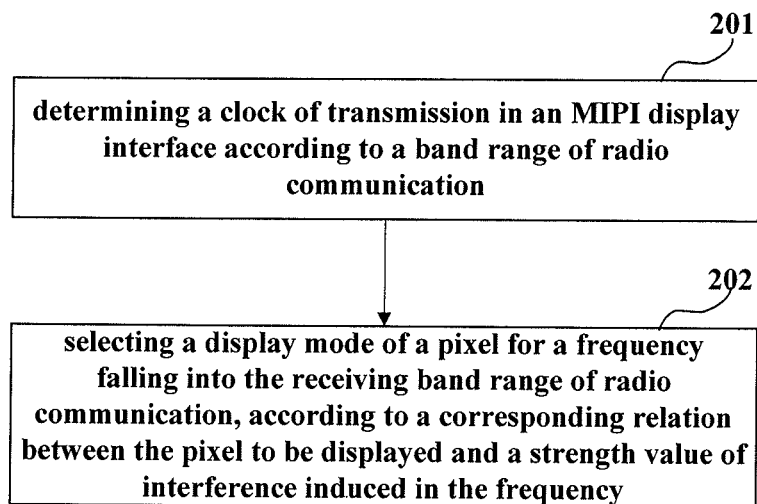 201
determining a clock of transmission in an MIPI display
interface according to a band range of radio
communication
202
selecting a display mode of a pixel for a frequency
falling into the receiving band range of radio
communication, according to a corresponding relation
between the pixel to be displayed and a strength value of
interference induced in the frequency